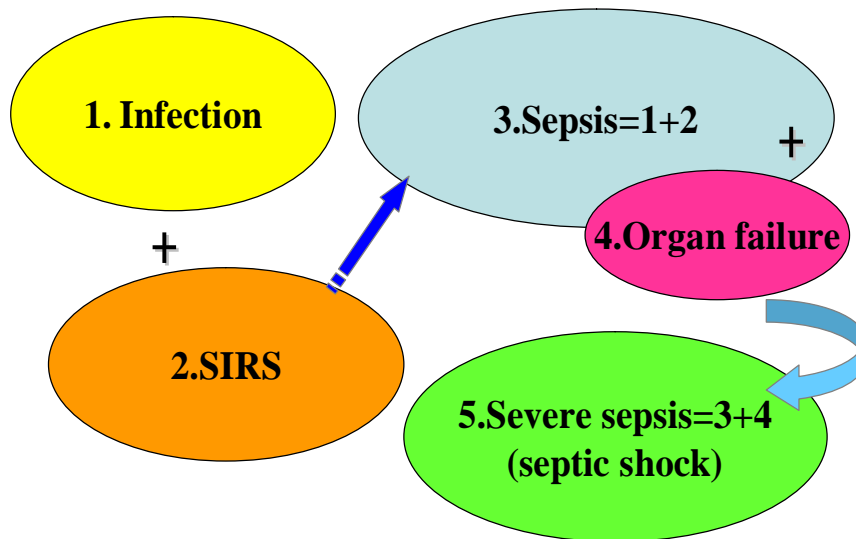 1. Infection
+
2.SIRS
3.Sepsis=1+2
+
4.Organ failure
5.Severe sepsis=3+4
(septic shock)